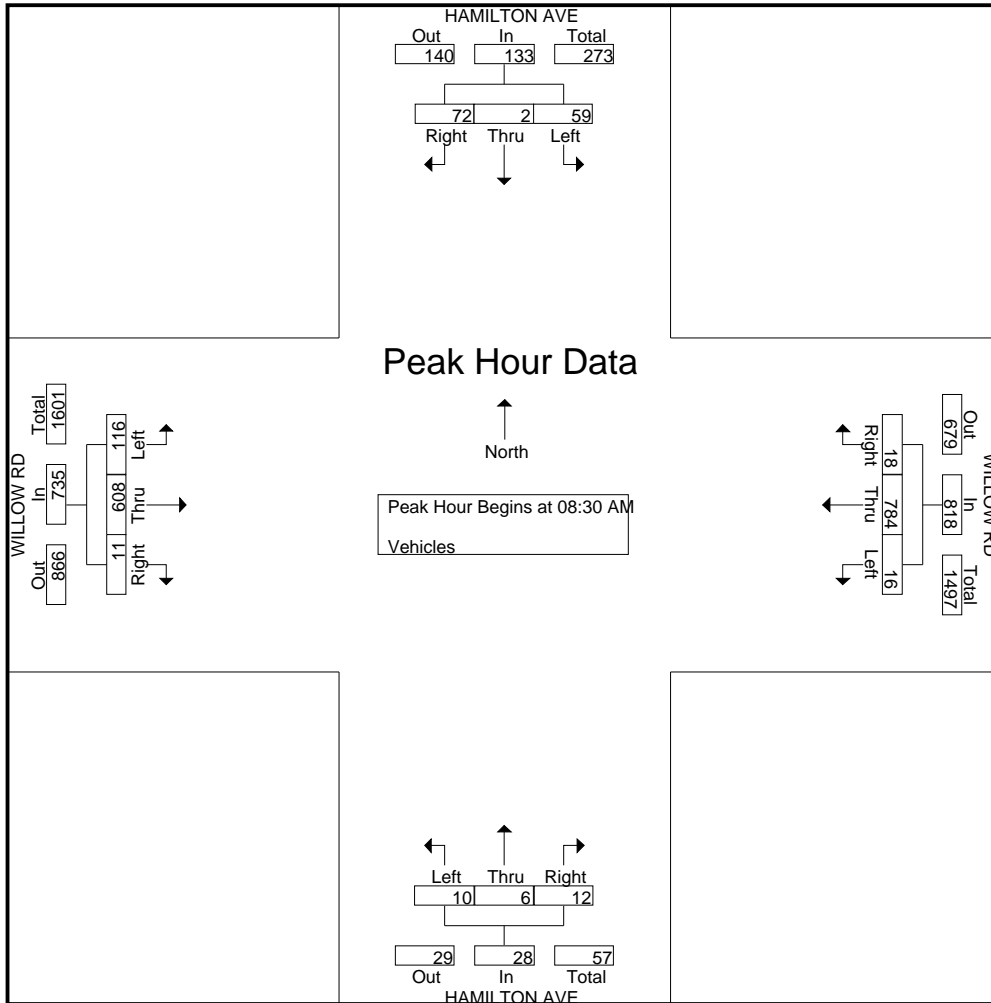 HAMILTON AVE
Out In Total
140 133 273
72 2 59
Right Thru Left
Peak Hour Data
North
Peak Hour Begins at 08:30 AM
Vehicles
WILLOW RD
Total In Out
1601 735 866
116 608 11
Left Thru Right
WILLOW RD
Out In Total
679 818 1497
18 784 16
Right Thru Left
Left Thru Right
10 6 12
29 28 57
Out In Total
HAMILTON AVE